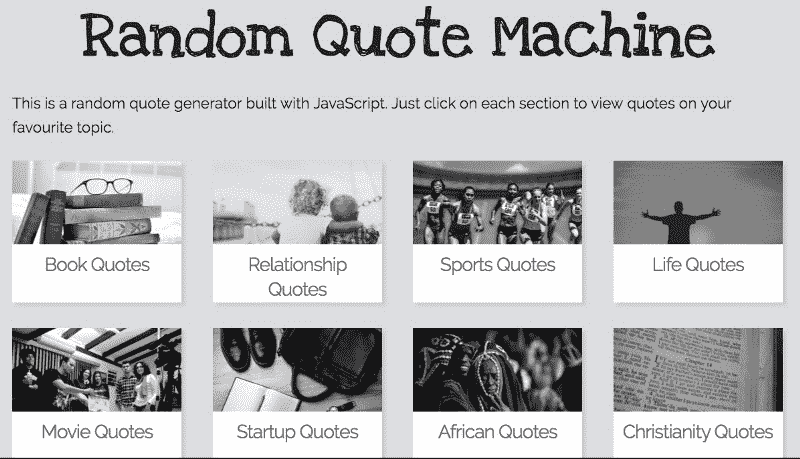 Random Quote Machine
This is a random quote generator built with JavaScript. Just click on each section to view quotes on your
favourite topic.
Book Quotes
Relationship
Quotes
Sports Quotes
Life Quotes
Movie Quotes
Startup Quotes
African Quotes
Christianity Quotes